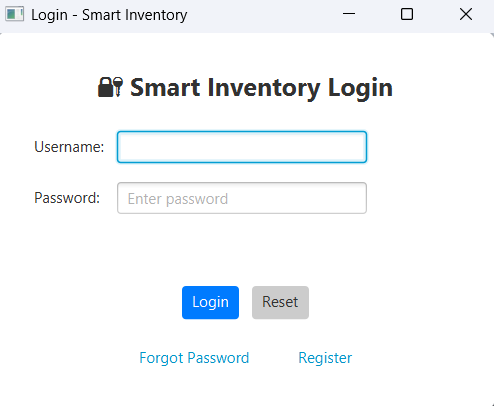 Login - Smart Inventory
Smart Inventory Login
Username:
Password: Enter password
Login Reset
Forgot Password Register